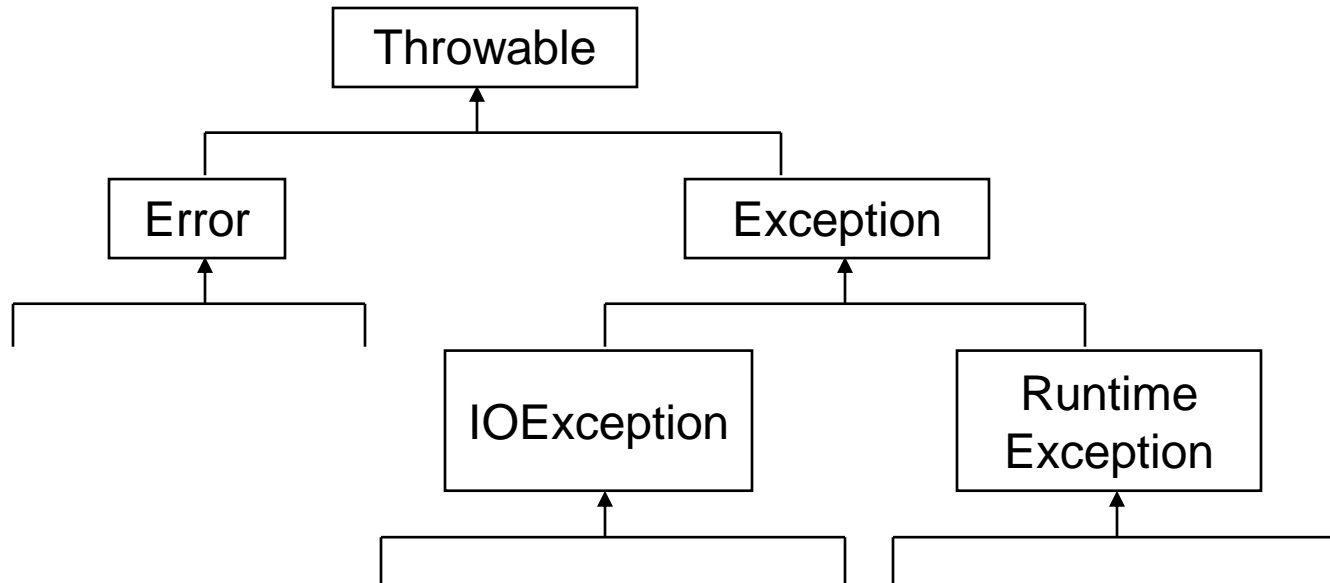 Throwable
Error
Exception
IOException
Runtime
Exception